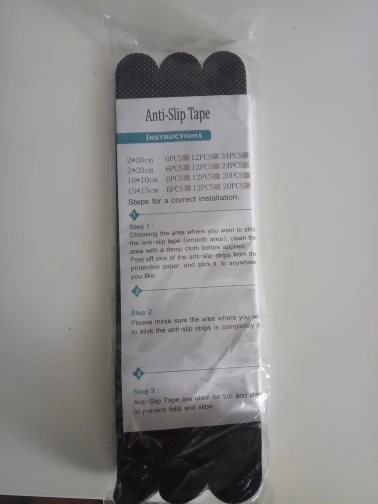 Anti-Slip Tape
INSTRUCTIONS
2*38cm 6PCS 12PCS 24PCS
2*20cm 6PCS 12PCS 24PCS
10*10cm 6PCS 12PCS 20PCS
15*15cm 6PCS 12PCS 20PCS
Steps for a correct installation:
1
Step 1 :
Choosing the area where you want to
the anti-slip tape (smooth area), clean
area with a damp cloth before applied.
Peel off one of the anti-slip strips from
protective paper, and stick it to anywhere
you like.
2
Step 2 :
Please make sure the area where you
to stick the anti-slip strips is completely
3
Step 3 :
Anti-Slip Tape are ideal for tub and
to prevent falls and slips.